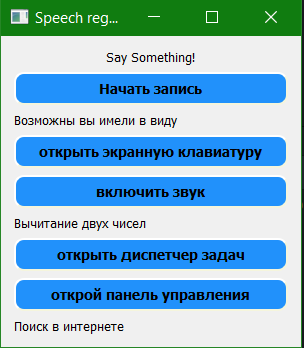 Speech reg...
Say Something!
Начать запись
Возможны вы имели в виду
открыть экранную клавиатуру
включить звук
Вычитание двух чисел
открыть диспетчер задач
открой панель управления
Поиск в интернете